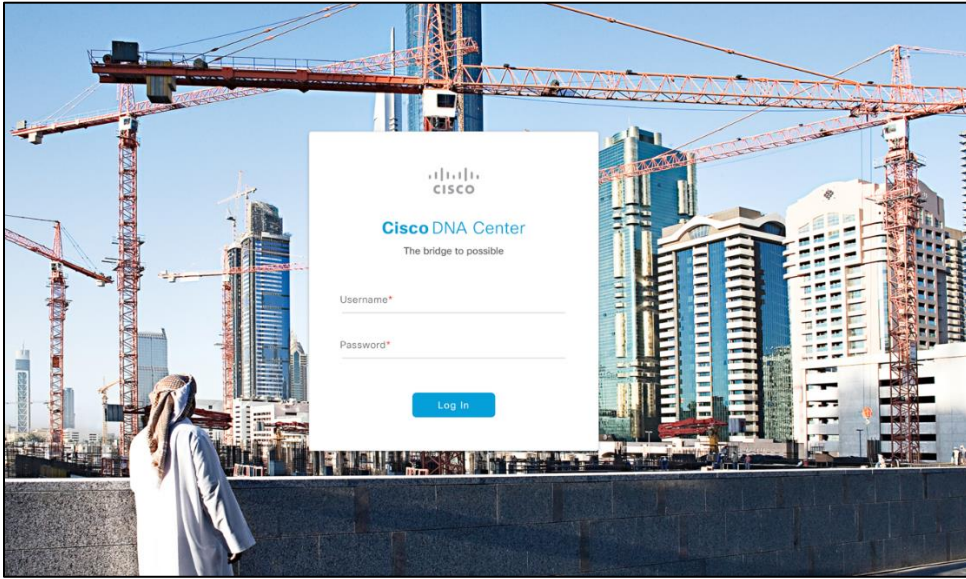 CISCO
Cisco DNA Center
The bridge to possible
Username*
Password*
Log In